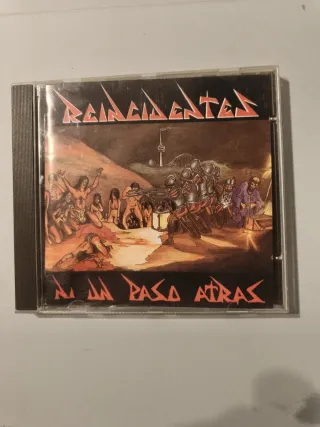 REINCIDENTES
NI UN PASO ATRAS